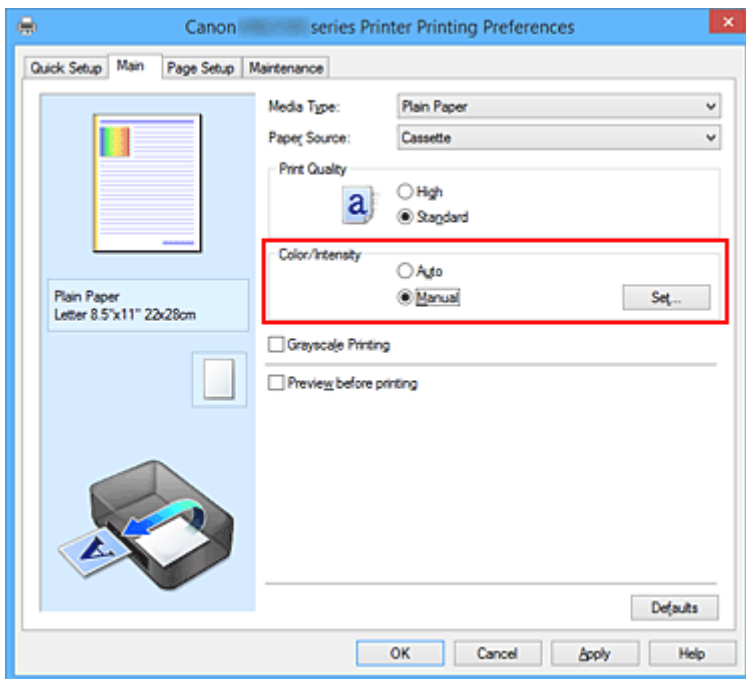 Canon series Printer Printing Preferences
Quick Setup Main Page Setup Maintenance
Media Type: Plain Paper
Paper Source: Cassette
Print Quality
a
High
Standard
Color/Intensity
Auto
Manual Set...
Plain Paper
Letter 8.5"x11" 22x28cm
Grayscale Printing
Preview before printing
A
Defaults
OK Cancel Apply Help